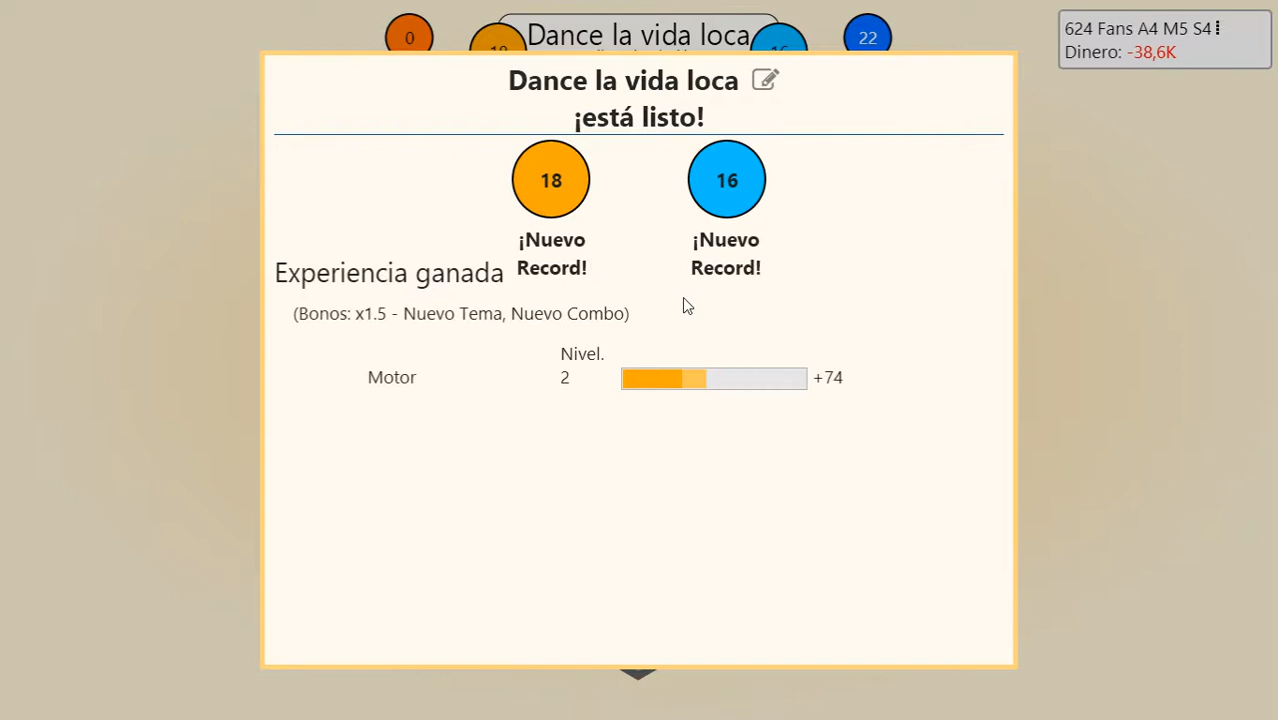 0
18
Dance la vida loca
16
22
624 Fans A4 M5 S4
Dinero: -38,6K
Dance la vida loca
¡está listo!
18
16
¡Nuevo Record!
¡Nuevo Record!
Experiencia ganada
(Bonos: x1.5 - Nuevo Tema, Nuevo Combo)
Nivel.
Motor 2 +74